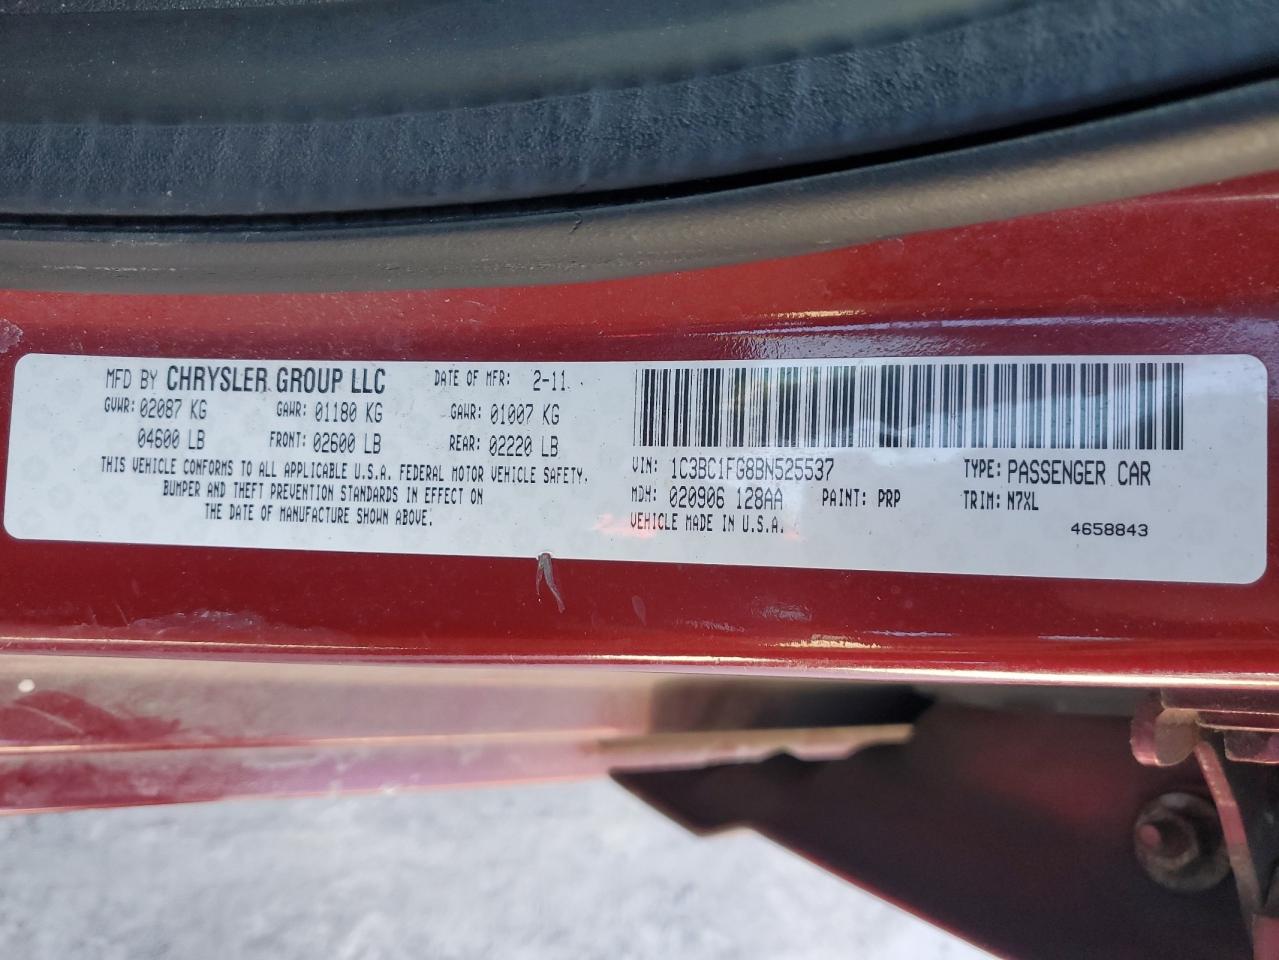 MFD BY CHRYSLER GROUP LLC DATE OF MFR: 2-11
GVWR: 02087 KG GAWR: 01180 KG GAWR: 01007 KG
04600 LB FRONT: 02600 LB REAR: 02220 LB
THIS VEHICLE CONFORMS TO ALL APPLICABLE U.S.A. FEDERAL MOTOR VEHICLE SAFETY,
BUMPER AND THEFT PREVENTION STANDARDS IN EFFECT ON
THE DATE OF MANUFACTURE SHOWN ABOVE.
VIN: 1C3BC1FG8BN525537 TYPE: PASSENGER CAR
MDH: 020906 128AA PAINT: PRP TRIM: N7XL
VEHICLE MADE IN U.S.A.
4658843